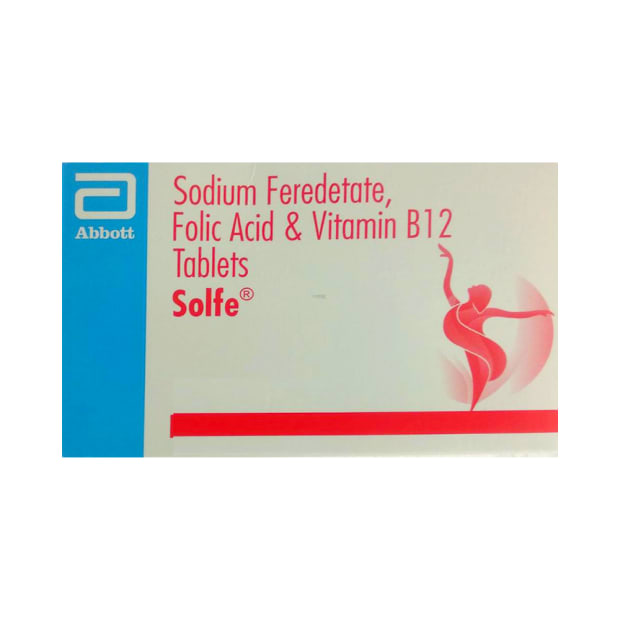 Abbott
Sodium Feredetate,
Folic Acid & Vitamin B12
Tablets
Solfe®